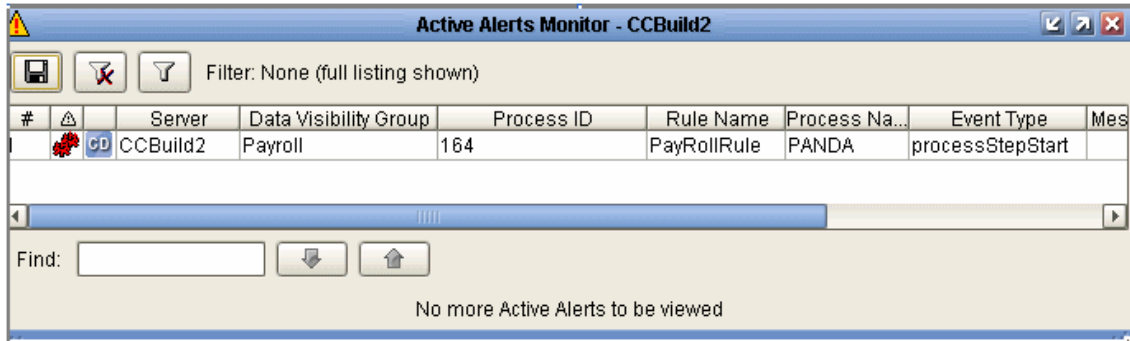 Active Alerts Monitor - CCBuild2
Filter: None (full listing shown)
# Server Data Visibility Group Process ID Rule Name Process Na... Event Type Mes
CD CCBuild2 Payroll 164 PayRollRule PANDA processStepStart
Find:
No more Active Alerts to be viewed